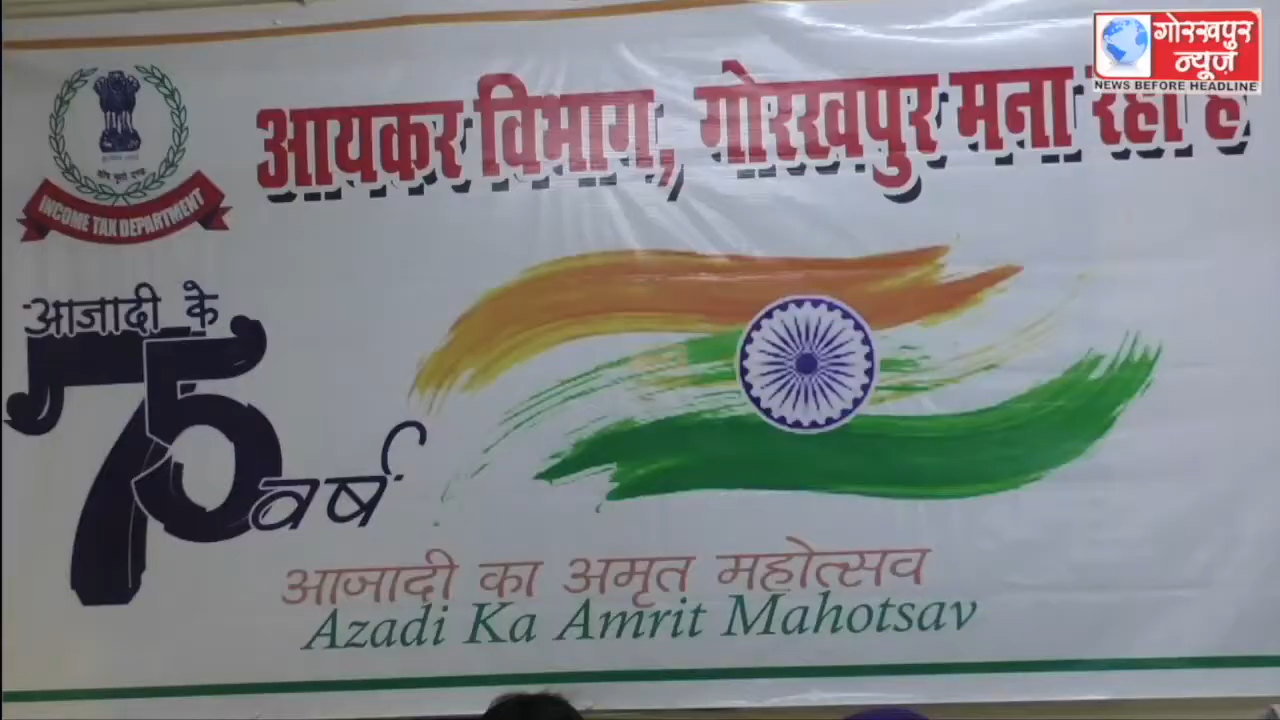 गोरखपुर
न्यूज़
NEWS BEFORE HEADLINE
आयकर विभाग, गोरखपुर मना रहा है
INCOME TAX DEPARTMENT
आजादी के
75
वर्ष
आजादी का अमृत महोत्सव
Azadi Ka Amrit Mahotsav